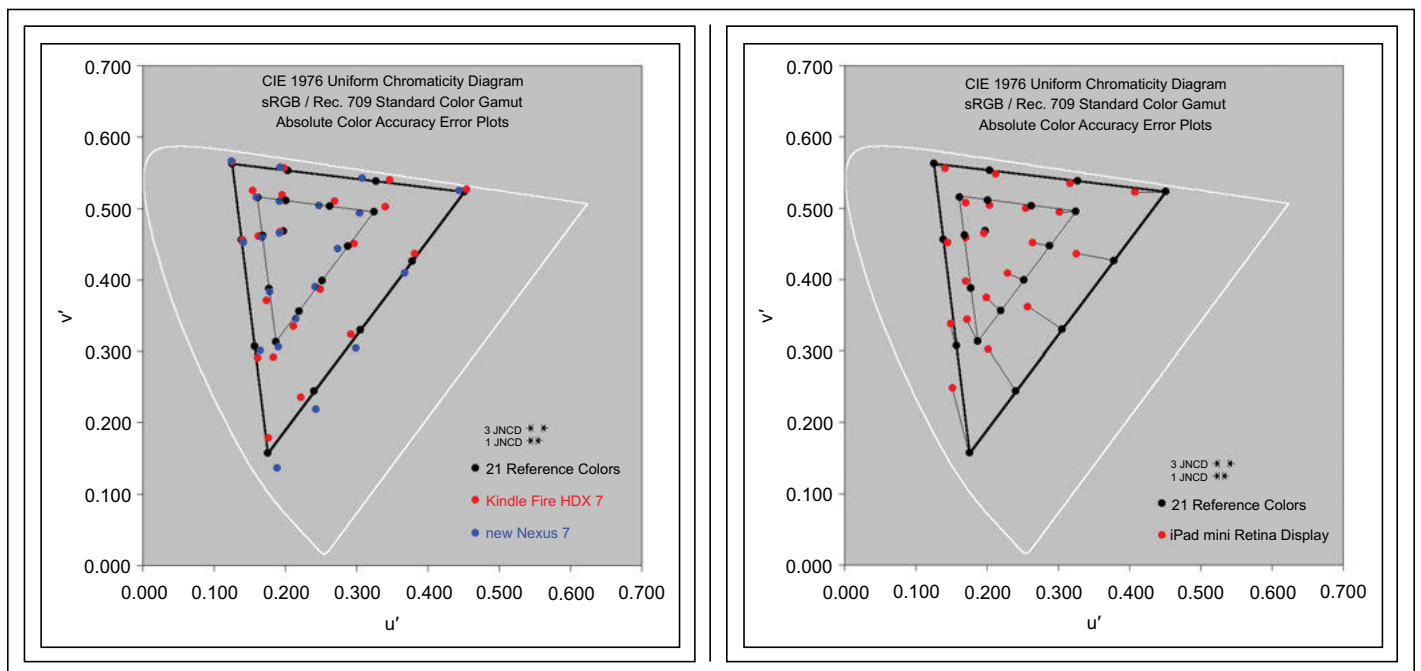 CIE 1976 Uniform Chromaticity Diagram
sRGB / Rec. 709 Standard Color Gamut
Absolute Color Accuracy Error Plots
0.700
0.600
0.500
0.400
0.300
0.200
0.100
0.000
v′
3 JNCD
1 JNCD
21 Reference Colors
Kindle Fire HDX 7
new Nexus 7
0.000 0.100 0.200 0.300 0.400 0.500 0.600 0.700
u′
CIE 1976 Uniform Chromaticity Diagram
sRGB / Rec. 709 Standard Color Gamut
Absolute Color Accuracy Error Plots
0.700
0.600
0.500
0.400
0.300
0.200
0.100
0.000
v′
3 JNCD
1 JNCD
21 Reference Colors
iPad mini Retina Display
0.000 0.100 0.200 0.300 0.400 0.500 0.600 0.700
u′